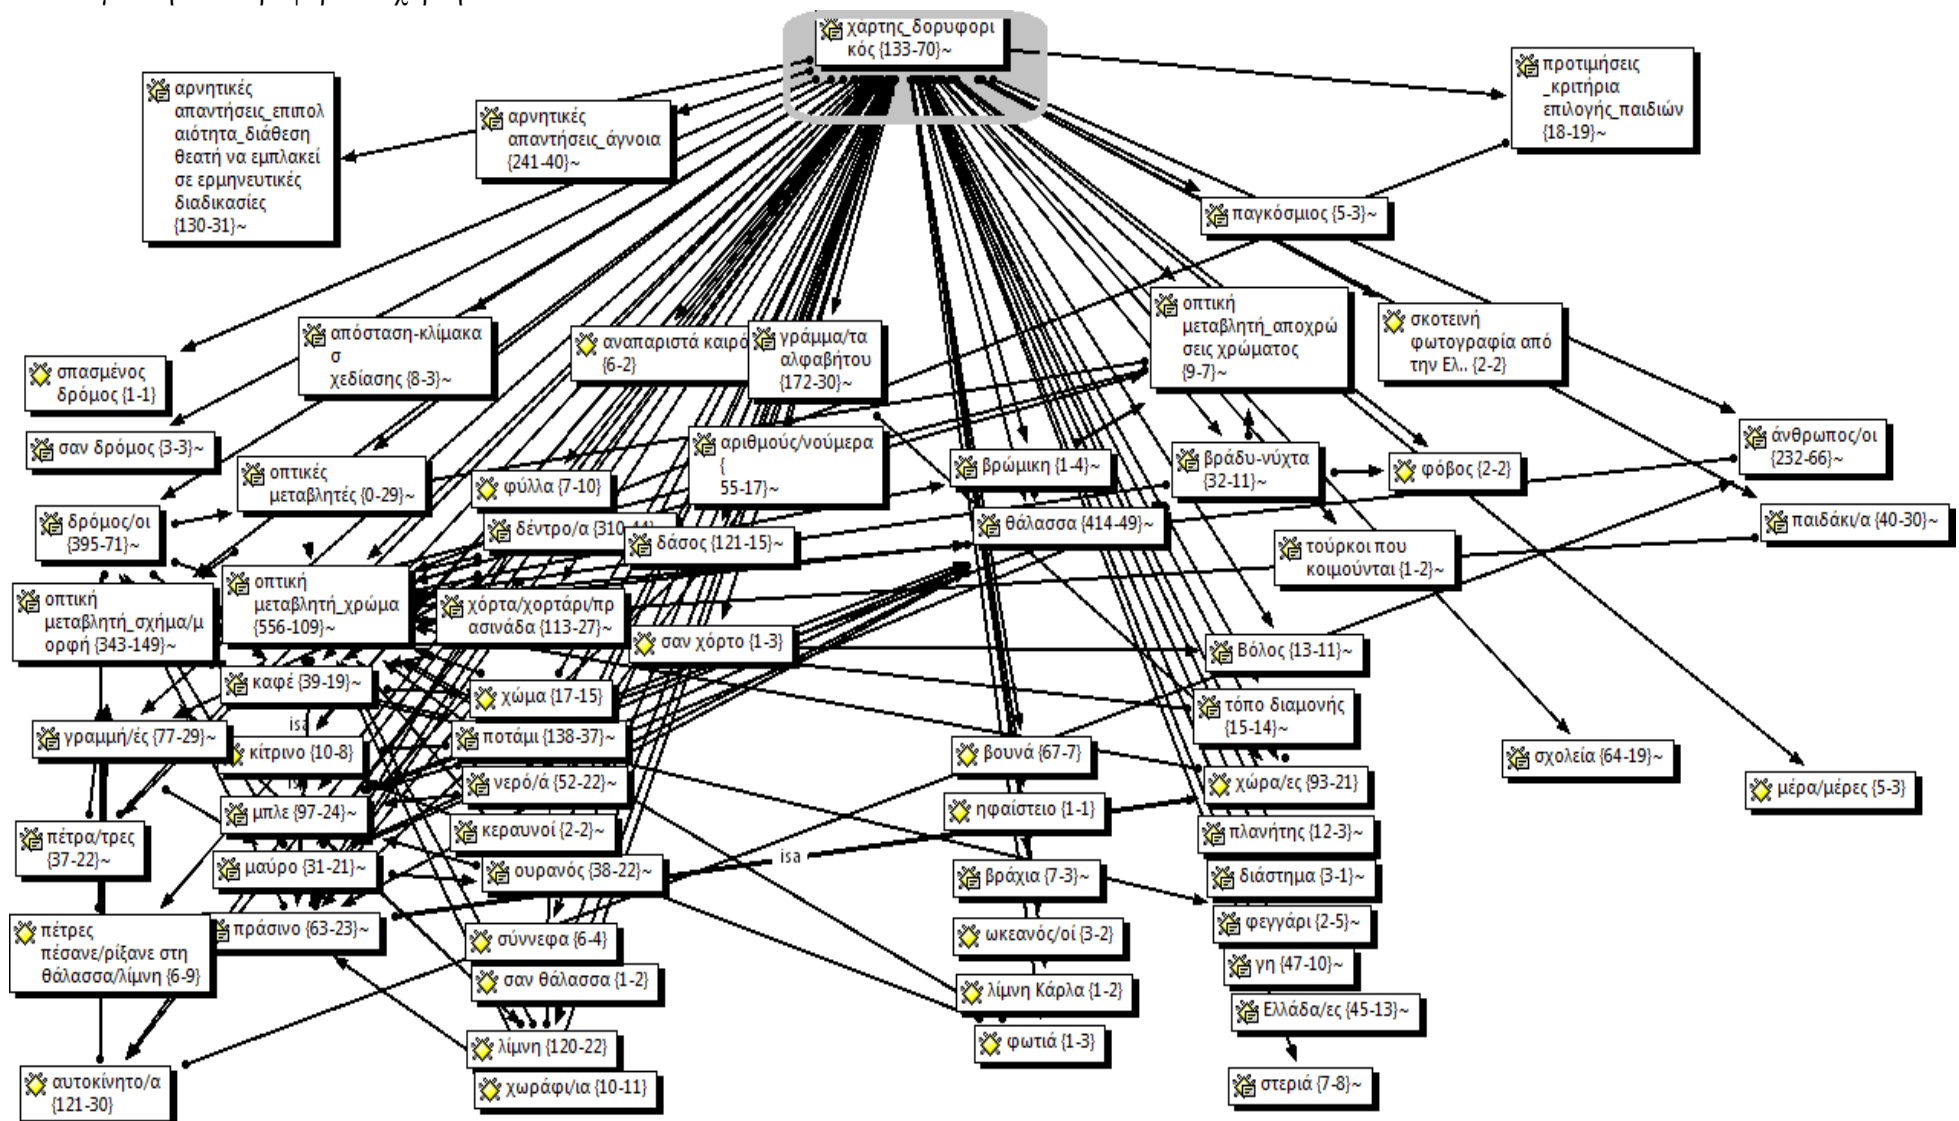 χάρτης_δορυφορι
κός {133-70}~
αρνητικές
απαντήσεις_επιπολ
αιότητα_διάθεση
θεατή να εμπλακεί
σε ερμηνευτικές
διαδικασίες
{130-31}~
αρνητικές
απαντήσεις_άγνοια
{241-40}~
προτιμήσεις
_κριτήρια
επιλογής_παιδιών
{18-19}~
παγκόσμιος {5-3}~
σπασμένος
δρόμος {1-1}
απόσταση-κλίμακα
σ
χεδίασης {8-3}~
αναπαριστά καιρό
{6-2}
γράμμα/τα
αλφαβήτου
{172-30}~
οπτική
μεταβλητή_αποχρώ
σεις χρώματος
{9-7}~
σκοτεινή
φωτογραφία από
την Ελ.. {2-2}
σαν δρόμος {3-3}~
οπτικές
μεταβλητές {0-29}~
φύλλα {7-10}
αριθμούς/νούμερα
{
55-17}~
βρώμικη {1-4}~
βράδυ-νύχτα
{32-11}~
φόβος {2-2}
άνθρωπος/οι
{232-66}~
δρόμος/οι
{395-71}~
δέντρο/α {310-44}~
δάσος {121-15}~
θάλασσα {414-49}~
τούρκοι που
κοιμούνται {1-2}~
παιδάκι/α {40-30}~
οπτική
μεταβλητή_σχήμα/μ
ορφή {343-149}~
οπτική
μεταβλητή_χρώμα
{556-109}~
χόρτα/χορτάρι/πρ
ασινάδα {113-27}~
σαν χόρτο {1-3}
Βόλος {13-11}~
καφέ {39-19}~
χώμα {17-15}
τόπο διαμονής
{15-14}~
isa
γραμμή/ές {77-29}~
κίτρινο {10-8}
ποτάμι {138-37}~
βουνά {67-7}
σχολεία {64-19}~
νερό/ά {52-22}~
χώρα/ες {93-21}
μέρα/μέρες {5-3}
μπλε {97-24}~
ηφαίστειο {1-1}
πέτρα/τρες
{37-22}~
κεραυνοί {2-2}~
πλανήτης {12-3}~
isa
μαύρο {31-21}~
ουρανός {38-22}~
βράχια {7-3}~
διάστημα {3-1}~
πέτρες
πέσανε/ρίξανε στη
θάλασσα/λίμνη {6-9}
πράσινο {63-23}~
σύννεφα {6-4}
ωκεανός/οί {3-2}
φεγγάρι {2-5}~
σαν θάλασσα {1-2}
λίμνη Κάρλα {1-2}
γη {47-10}~
Ελλάδα/ες {45-13}~
λίμνη {120-22}
φωτιά {1-3}
αυτοκίνητο/α
{121-30}
χωράφι/ια {10-11}
στεριά {7-8}~